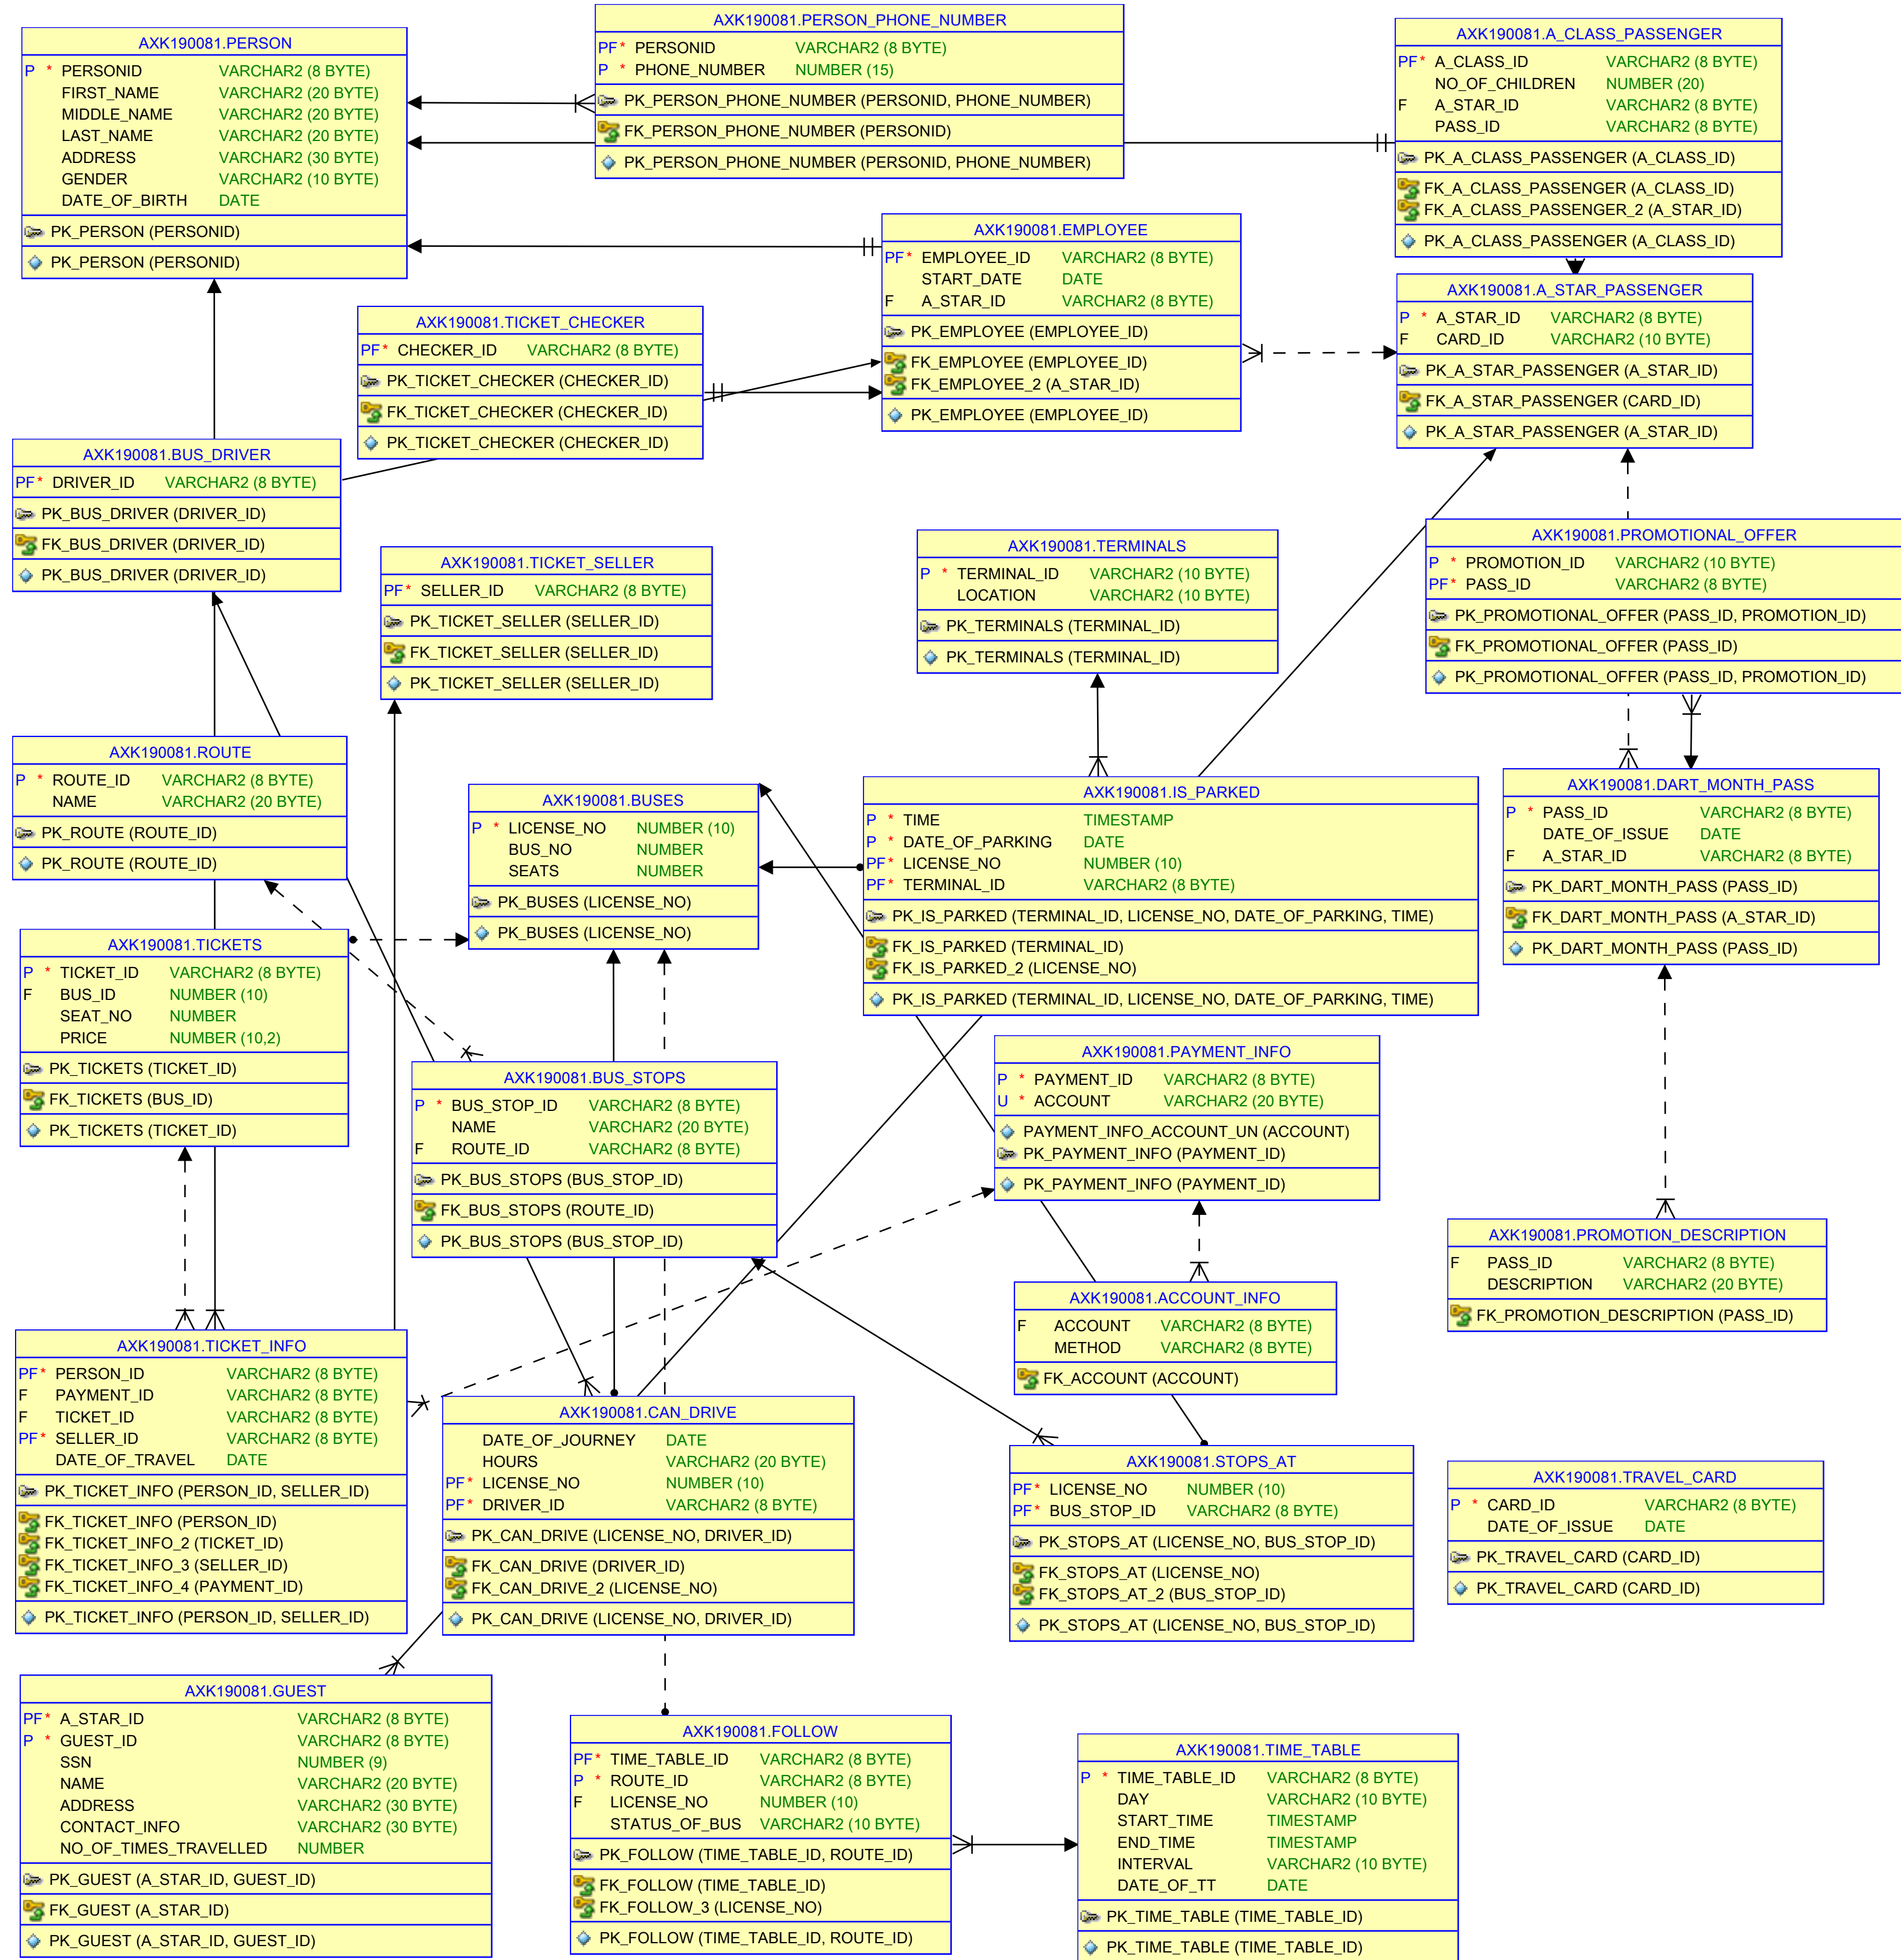 AXK190081.PERSON
P * PERSONID VARCHAR2 (8 BYTE)
FIRST_NAME VARCHAR2 (20 BYTE)
MIDDLE_NAME VARCHAR2 (20 BYTE)
LAST_NAME VARCHAR2 (20 BYTE)
ADDRESS VARCHAR2 (30 BYTE)
GENDER VARCHAR2 (10 BYTE)
DATE_OF_BIRTH DATE
PK_PERSON (PERSONID)
PK_PERSON (PERSONID)
AXK190081.PERSON_PHONE_NUMBER
PF* PERSONID VARCHAR2 (8 BYTE)
P * PHONE_NUMBER NUMBER (15)
PK_PERSON_PHONE_NUMBER (PERSONID, PHONE_NUMBER)
FK_PERSON_PHONE_NUMBER (PERSONID)
PK_PERSON_PHONE_NUMBER (PERSONID, PHONE_NUMBER)
AXK190081.A_CLASS_PASSENGER
PF* A_CLASS_ID VARCHAR2 (8 BYTE)
NO_OF_CHILDREN NUMBER (20)
F A_STAR_ID VARCHAR2 (8 BYTE)
PASS_ID VARCHAR2 (8 BYTE)
PK_A_CLASS_PASSENGER (A_CLASS_ID)
FK_A_CLASS_PASSENGER (A_CLASS_ID)
FK_A_CLASS_PASSENGER_2 (A_STAR_ID)
PK_A_CLASS_PASSENGER (A_CLASS_ID)
AXK190081.EMPLOYEE
PF* EMPLOYEE_ID VARCHAR2 (8 BYTE)
START_DATE DATE
F A_STAR_ID VARCHAR2 (8 BYTE)
PK_EMPLOYEE (EMPLOYEE_ID)
FK_EMPLOYEE (EMPLOYEE_ID)
FK_EMPLOYEE_2 (A_STAR_ID)
PK_EMPLOYEE (EMPLOYEE_ID)
AXK190081.A_STAR_PASSENGER
P * A_STAR_ID VARCHAR2 (8 BYTE)
F CARD_ID VARCHAR2 (10 BYTE)
PK_A_STAR_PASSENGER (A_STAR_ID)
FK_A_STAR_PASSENGER (CARD_ID)
PK_A_STAR_PASSENGER (A_STAR_ID)
AXK190081.TICKET_CHECKER
PF* CHECKER_ID VARCHAR2 (8 BYTE)
PK_TICKET_CHECKER (CHECKER_ID)
FK_TICKET_CHECKER (CHECKER_ID)
PK_TICKET_CHECKER (CHECKER_ID)
AXK190081.BUS_DRIVER
PF* DRIVER_ID VARCHAR2 (8 BYTE)
PK_BUS_DRIVER (DRIVER_ID)
FK_BUS_DRIVER (DRIVER_ID)
PK_BUS_DRIVER (DRIVER_ID)
AXK190081.TICKET_SELLER
PF* SELLER_ID VARCHAR2 (8 BYTE)
PK_TICKET_SELLER (SELLER_ID)
FK_TICKET_SELLER (SELLER_ID)
PK_TICKET_SELLER (SELLER_ID)
AXK190081.TERMINALS
P * TERMINAL_ID VARCHAR2 (10 BYTE)
LOCATION VARCHAR2 (10 BYTE)
PK_TERMINALS (TERMINAL_ID)
PK_TERMINALS (TERMINAL_ID)
AXK190081.PROMOTIONAL_OFFER
P * PROMOTION_ID VARCHAR2 (10 BYTE)
PF* PASS_ID VARCHAR2 (8 BYTE)
PK_PROMOTIONAL_OFFER (PASS_ID, PROMOTION_ID)
FK_PROMOTIONAL_OFFER (PASS_ID)
PK_PROMOTIONAL_OFFER (PASS_ID, PROMOTION_ID)
AXK190081.ROUTE
P * ROUTE_ID VARCHAR2 (8 BYTE)
NAME VARCHAR2 (20 BYTE)
PK_ROUTE (ROUTE_ID)
PK_ROUTE (ROUTE_ID)
AXK190081.BUSES
P * LICENSE_NO NUMBER (10)
BUS_NO NUMBER
SEATS NUMBER
PK_BUSES (LICENSE_NO)
PK_BUSES (LICENSE_NO)
AXK190081.IS_PARKED
P * TIME TIMESTAMP
P * DATE_OF_PARKING DATE
PF* LICENSE_NO NUMBER (10)
PF* TERMINAL_ID VARCHAR2 (8 BYTE)
PK_IS_PARKED (TERMINAL_ID, LICENSE_NO, DATE_OF_PARKING, TIME)
FK_IS_PARKED (TERMINAL_ID)
FK_IS_PARKED_2 (LICENSE_NO)
PK_IS_PARKED (TERMINAL_ID, LICENSE_NO, DATE_OF_PARKING, TIME)
AXK190081.DART_MONTH_PASS
P * PASS_ID VARCHAR2 (8 BYTE)
DATE_OF_ISSUE DATE
F A_STAR_ID VARCHAR2 (8 BYTE)
PK_DART_MONTH_PASS (PASS_ID)
FK_DART_MONTH_PASS (A_STAR_ID)
PK_DART_MONTH_PASS (PASS_ID)
AXK190081.TICKETS
P * TICKET_ID VARCHAR2 (8 BYTE)
F BUS_ID NUMBER (10)
SEAT_NO NUMBER
PRICE NUMBER (10,2)
PK_TICKETS (TICKET_ID)
FK_TICKETS (BUS_ID)
PK_TICKETS (TICKET_ID)
AXK190081.BUS_STOPS
P * BUS_STOP_ID VARCHAR2 (8 BYTE)
NAME VARCHAR2 (20 BYTE)
F ROUTE_ID VARCHAR2 (8 BYTE)
PK_BUS_STOPS (BUS_STOP_ID)
FK_BUS_STOPS (ROUTE_ID)
PK_BUS_STOPS (BUS_STOP_ID)
AXK190081.PAYMENT_INFO
P * PAYMENT_ID VARCHAR2 (8 BYTE)
U * ACCOUNT VARCHAR2 (20 BYTE)
PAYMENT_INFO_ACCOUNT_UN (ACCOUNT)
PK_PAYMENT_INFO (PAYMENT_ID)
PK_PAYMENT_INFO (PAYMENT_ID)
AXK190081.PROMOTION_DESCRIPTION
F PASS_ID VARCHAR2 (8 BYTE)
DESCRIPTION VARCHAR2 (20 BYTE)
FK_PROMOTION_DESCRIPTION (PASS_ID)
AXK190081.ACCOUNT_INFO
F ACCOUNT VARCHAR2 (8 BYTE)
METHOD VARCHAR2 (8 BYTE)
FK_ACCOUNT (ACCOUNT)
AXK190081.TICKET_INFO
PF* PERSON_ID VARCHAR2 (8 BYTE)
F PAYMENT_ID VARCHAR2 (8 BYTE)
F TICKET_ID VARCHAR2 (8 BYTE)
PF* SELLER_ID VARCHAR2 (8 BYTE)
DATE_OF_TRAVEL DATE
PK_TICKET_INFO (PERSON_ID, SELLER_ID)
FK_TICKET_INFO (PERSON_ID)
FK_TICKET_INFO_2 (TICKET_ID)
FK_TICKET_INFO_3 (SELLER_ID)
FK_TICKET_INFO_4 (PAYMENT_ID)
PK_TICKET_INFO (PERSON_ID, SELLER_ID)
AXK190081.CAN_DRIVE
DATE_OF_JOURNEY DATE
HOURS VARCHAR2 (20 BYTE)
PF* LICENSE_NO NUMBER (10)
PF* DRIVER_ID VARCHAR2 (8 BYTE)
PK_CAN_DRIVE (LICENSE_NO, DRIVER_ID)
FK_CAN_DRIVE (DRIVER_ID)
FK_CAN_DRIVE_2 (LICENSE_NO)
PK_CAN_DRIVE (LICENSE_NO, DRIVER_ID)
AXK190081.STOPS_AT
PF* LICENSE_NO NUMBER (10)
PF* BUS_STOP_ID VARCHAR2 (8 BYTE)
PK_STOPS_AT (LICENSE_NO, BUS_STOP_ID)
FK_STOPS_AT (LICENSE_NO)
FK_STOPS_AT_2 (BUS_STOP_ID)
PK_STOPS_AT (LICENSE_NO, BUS_STOP_ID)
AXK190081.TRAVEL_CARD
P * CARD_ID VARCHAR2 (8 BYTE)
DATE_OF_ISSUE DATE
PK_TRAVEL_CARD (CARD_ID)
PK_TRAVEL_CARD (CARD_ID)
AXK190081.GUEST
PF* A_STAR_ID VARCHAR2 (8 BYTE)
P * GUEST_ID VARCHAR2 (8 BYTE)
SSN NUMBER (9)
NAME VARCHAR2 (20 BYTE)
ADDRESS VARCHAR2 (30 BYTE)
CONTACT_INFO VARCHAR2 (30 BYTE)
NO_OF_TIMES_TRAVELLED NUMBER
PK_GUEST (A_STAR_ID, GUEST_ID)
FK_GUEST (A_STAR_ID)
PK_GUEST (A_STAR_ID, GUEST_ID)
AXK190081.FOLLOW
PF* TIME_TABLE_ID VARCHAR2 (8 BYTE)
P * ROUTE_ID VARCHAR2 (8 BYTE)
F LICENSE_NO NUMBER (10)
STATUS_OF_BUS VARCHAR2 (10 BYTE)
PK_FOLLOW (TIME_TABLE_ID, ROUTE_ID)
FK_FOLLOW (TIME_TABLE_ID)
FK_FOLLOW_3 (LICENSE_NO)
PK_FOLLOW (TIME_TABLE_ID, ROUTE_ID)
AXK190081.TIME_TABLE
P * TIME_TABLE_ID VARCHAR2 (8 BYTE)
DAY VARCHAR2 (10 BYTE)
START_TIME TIMESTAMP
END_TIME TIMESTAMP
INTERVAL VARCHAR2 (10 BYTE)
DATE_OF_TT DATE
PK_TIME_TABLE (TIME_TABLE_ID)
PK_TIME_TABLE (TIME_TABLE_ID)